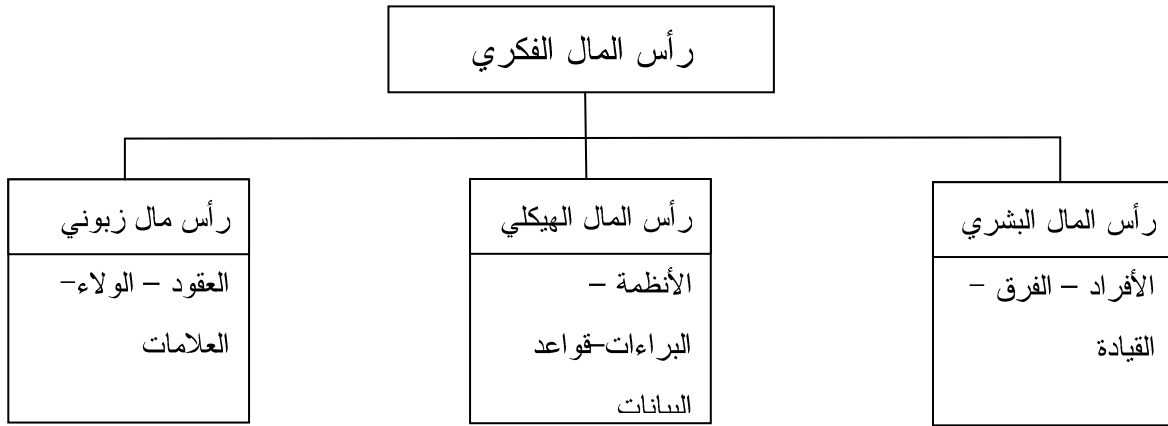 رأس المال الفكري
رأس المال البشري
الأفراد – الفرق -
القيادة
رأس المال الهيكلي
الأنظمة –
البراءات–قواعد
البيانات
رأس مال زبوني
العقود – الولاء-
العلامات